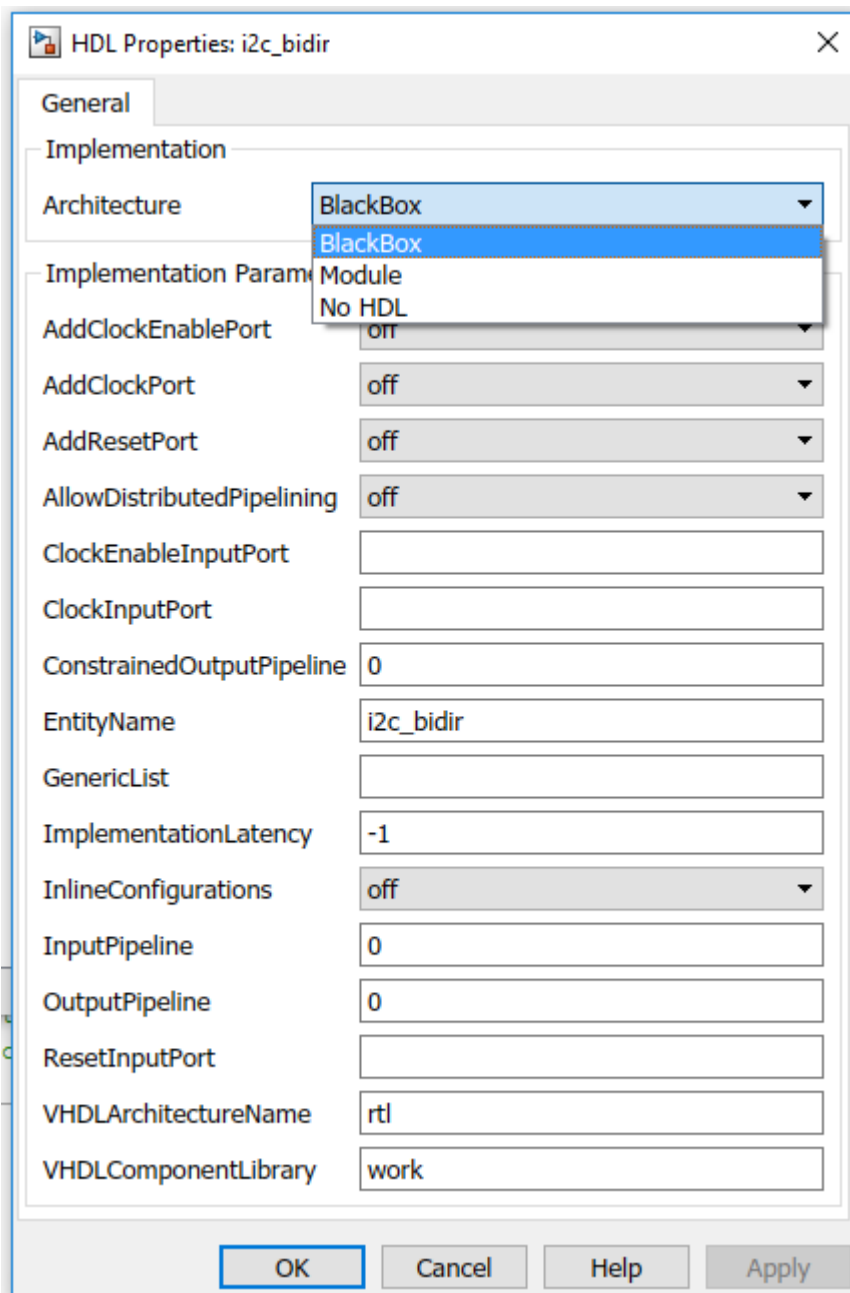 HDL Properties: i2c_bidir
General
Implementation
Architecture BlackBox
BlackBox
Module
No HDL
Implementation Param
AddClockEnablePort off
AddClockPort off
AddResetPort off
AllowDistributedPipelining off
ClockEnableInputPort
ClockInputPort
ConstrainedOutputPipeline 0
EntityName i2c_bidir
GenericList
ImplementationLatency -1
InlineConfigurations off
InputPipeline 0
OutputPipeline 0
ResetInputPort
VHDLArchitectureName rtl
VHDLComponentLibrary work
OK Cancel Help Apply